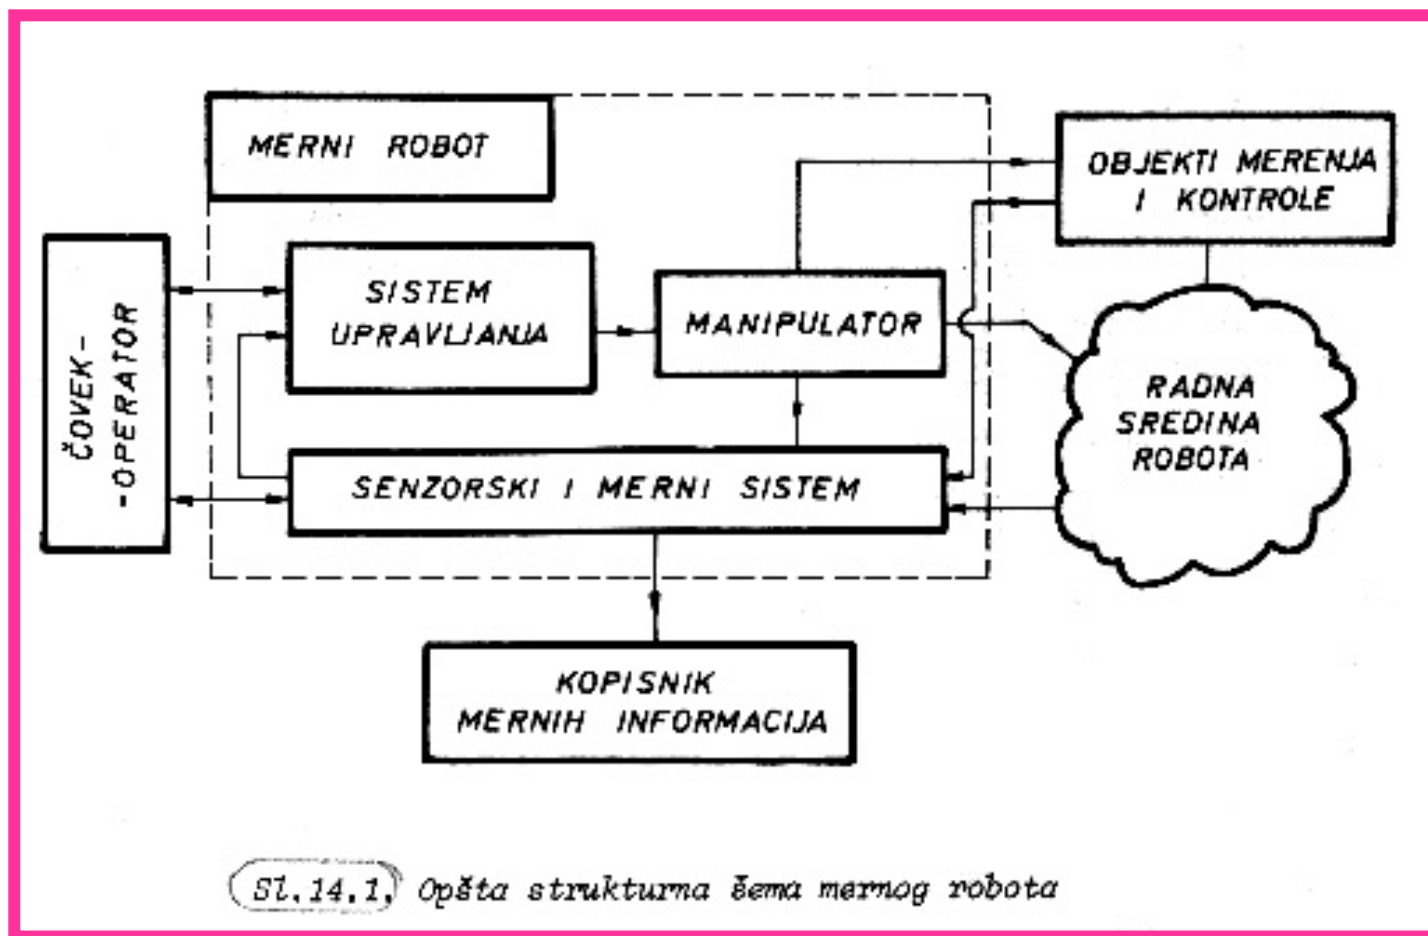 MERNI ROBOT
OBJEKTI MERENJA
I KONTROLE
SISTEM
UPRAVLJANJA
MANIPULATOR
ČOVEK-
-OPERATOR
RADNA
SREDINA
ROBOTA
SENZORSKI I MERNI SISTEM
KOPISNIK
MERNIH INFORMACIJA
Sl.14.1. Opšta strukturna šema mernog robota